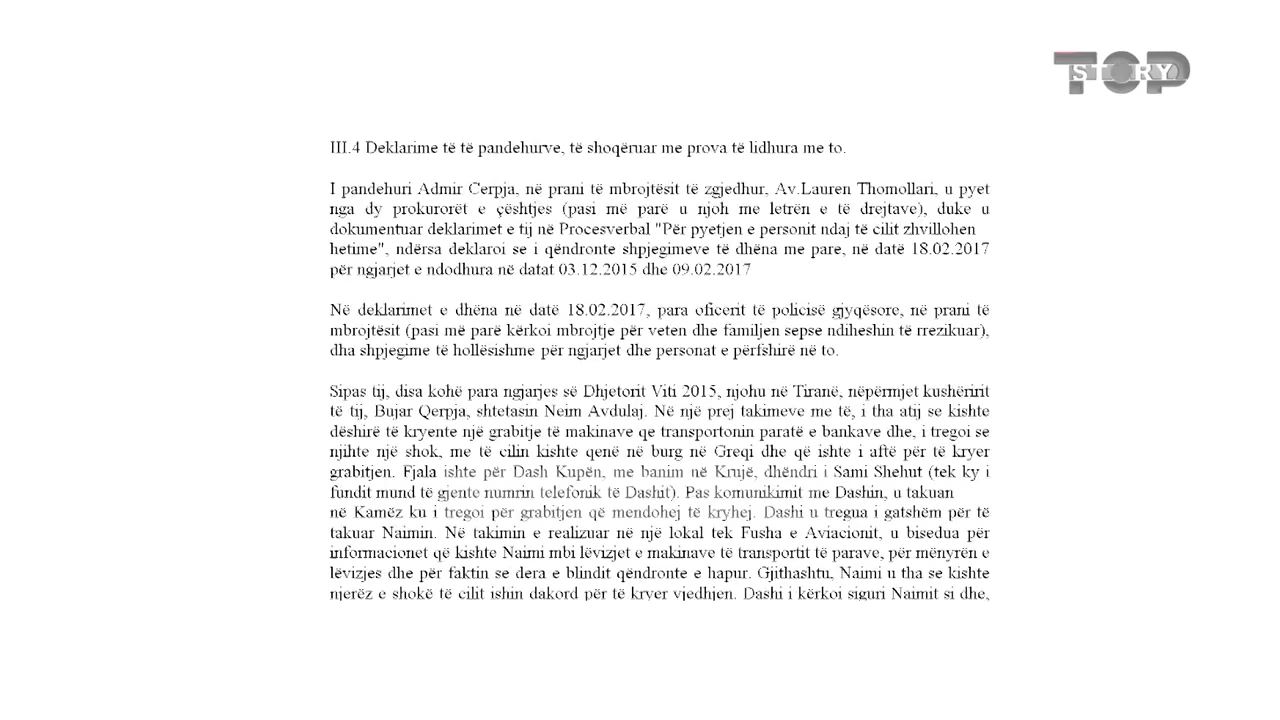 TOP STORY
III.4 Deklarime të të pandehurve, të shoqëruar me prova të lidhura me to.
I pandehuri Admir Cerpja, në prani të mbrojtësit të zgjedhur, Av.Lauren Thomollari, u pyet
nga dy prokurorët e çështjes (pasi më parë u njoh me letrën e të drejtave), duke u
dokumentuar deklarimet e tij në Procesverbal "Për pyetjen e personit ndaj të cilit zhvillohen
hetime", ndërsa deklaroi se i qëndronte shpjegimeve të dhëna me pare, në datë 18.02.2017
për ngjarjet e ndodhura në datat 03.12.2015 dhe 09.02.2017
Në deklarimet e dhëna në datë 18.02.2017, para oficerit të policisë gjyqësore, në prani të
mbrojtësit (pasi më parë kërkoi mbrojtje për veten dhe familjen sepse ndiheshin të rrezikuar),
dha shpjegime të hollësishme për ngjarjet dhe personat e përfshirë në to.
Sipas tij, disa kohë para ngjarjes së Dhjetorit Viti 2015, njohu në Tiranë, nëpërmjet kushëririt
të tij, Bujar Qerpja, shtetasin Neim Avdulaj. Në një prej takimeve me të, i tha atij se kishte
dëshirë të kryente një grabitje të makinave qe transportonin paratë e bankave dhe, i tregoi se
njihte një shok, me të cilin kishte qenë në burg në Greqi dhe që ishte i aftë për të kryer
grabitjen. Fjala ishte për Dash Kupën, me banim në Krujë, dhëndri i Sami Shehut (tek ky i
fundit mund të gjente numrin telefonik të Dashit). Pas komunikimit me Dashin, u takuan
në Kamëz ku i tregoi për grabitjen që mendohej të kryhej. Dashi u tregua i gatshëm për të
takuar Naimin. Në takimin e realizuar në një lokal tek Fusha e Aviacionit, u bisedua për
informacionet që kishte Naimi mbi lëvizjet e makinave të transportit të parave, për mënyrën e
lëvizjes dhe për faktin se dera e blindit qëndronte e hapur. Gjithashtu, Naimi u tha se kishte
njerëz e shokë të cilit ishin dakord për të kryer vjedhjen. Dashi i kërkoi siguri Naimit si dhe,